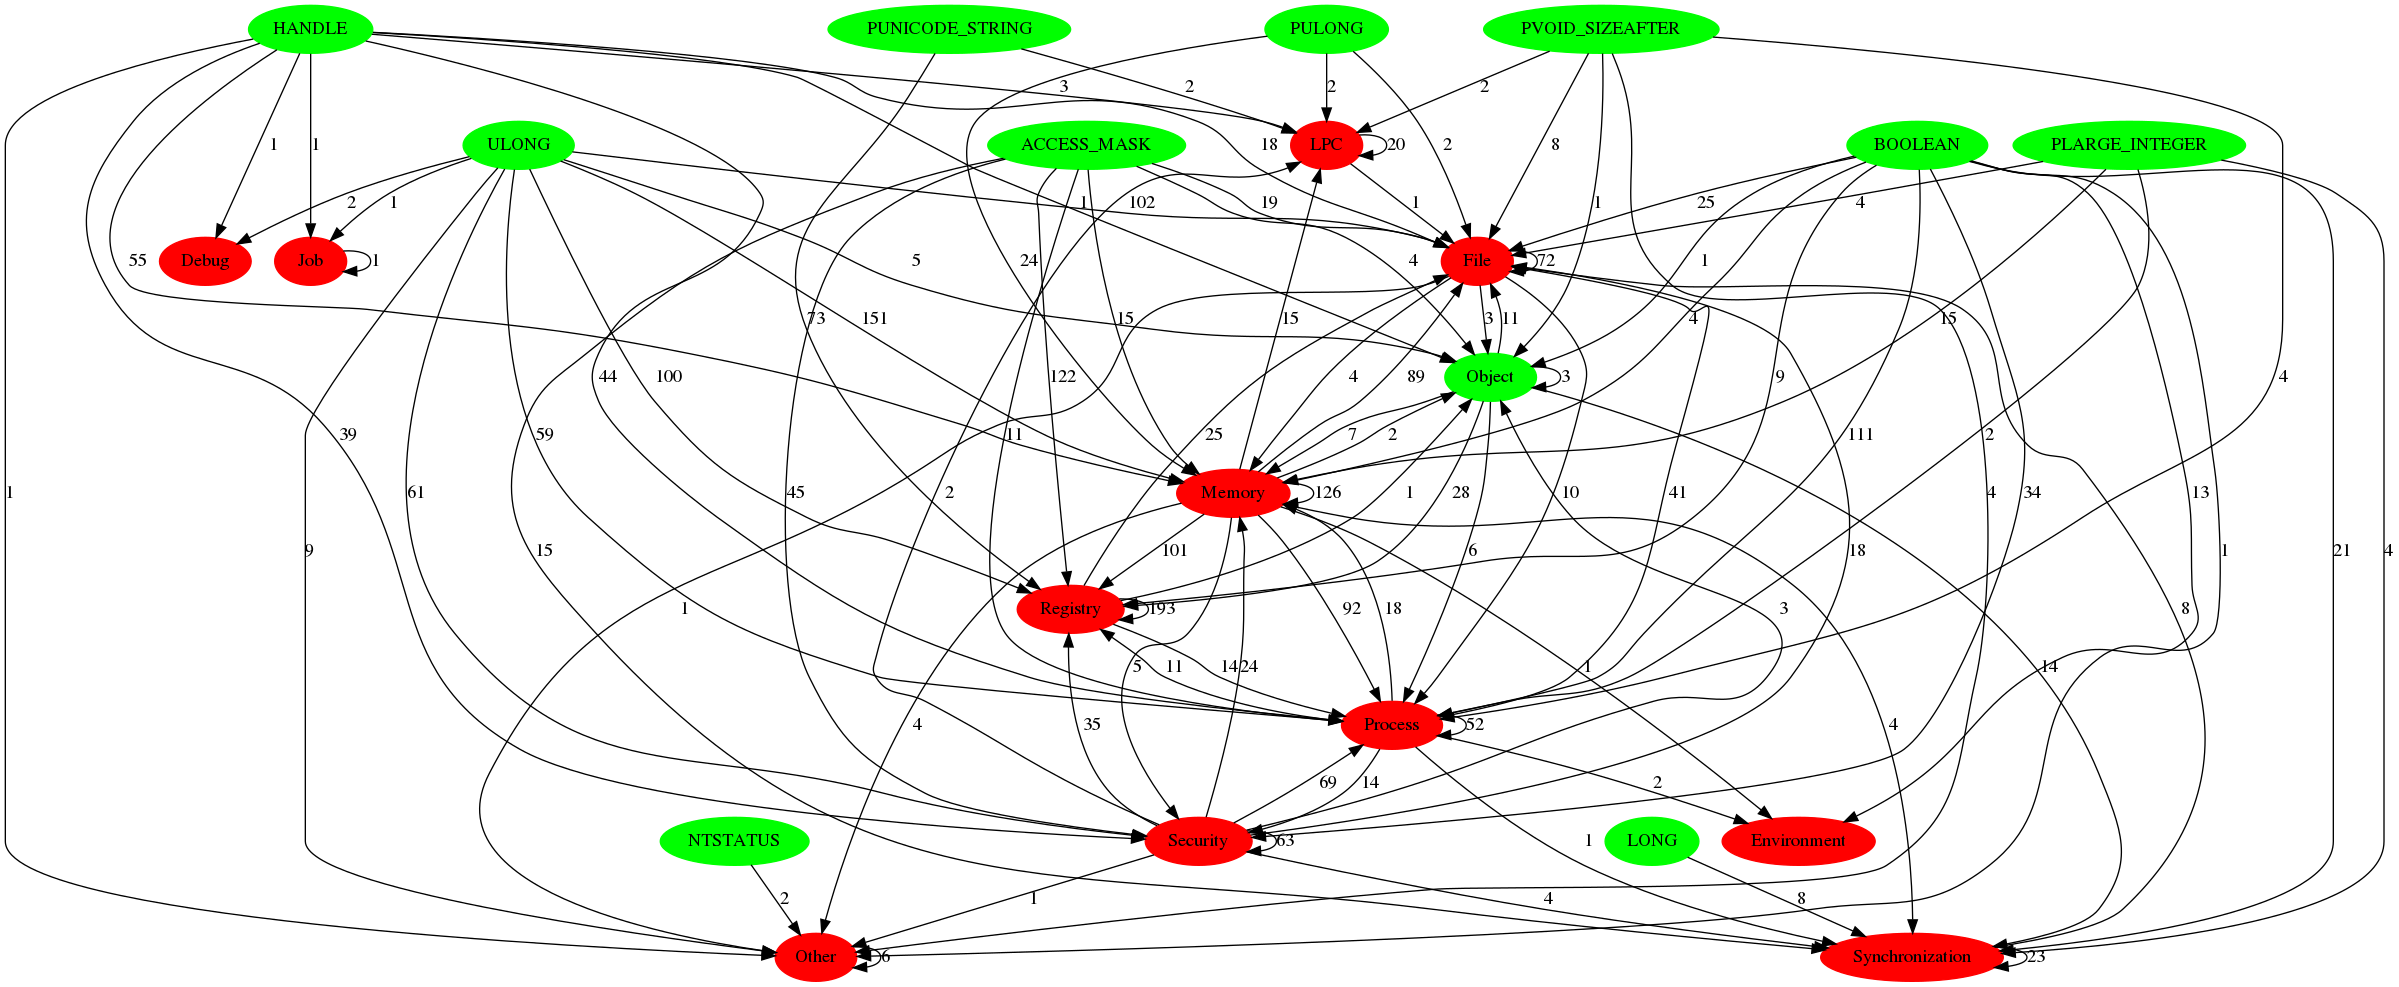 HANDLE PUNICODE_STRING PULONG PVOID_SIZEAFTER
3 2 2 2
ULONG ACCESS_MASK LPC BOOLEAN PLARGE_INTEGER
1 1 18 20 2 8
2 1 1 102 19 1 1 25 4
Debug Job 1 55 5 24 4 File 72 1
73 151 15 15 3 11 4 15
44 100 122 4 89 Object 3 9 4
39 59 11 25 7 2 111 2
61 45 2 Memory 126 1 28 10 41 4 34 13
1 9 15 101 6 18 1 21 4
1 Registry 193 92 18 3 8
5 24 11 14 1 14
4 35 Process 52 4
69 14 2
NTSTATUS Security 63 1 LONG Environment
2 1 4 8
Other 6 Synchronization 23